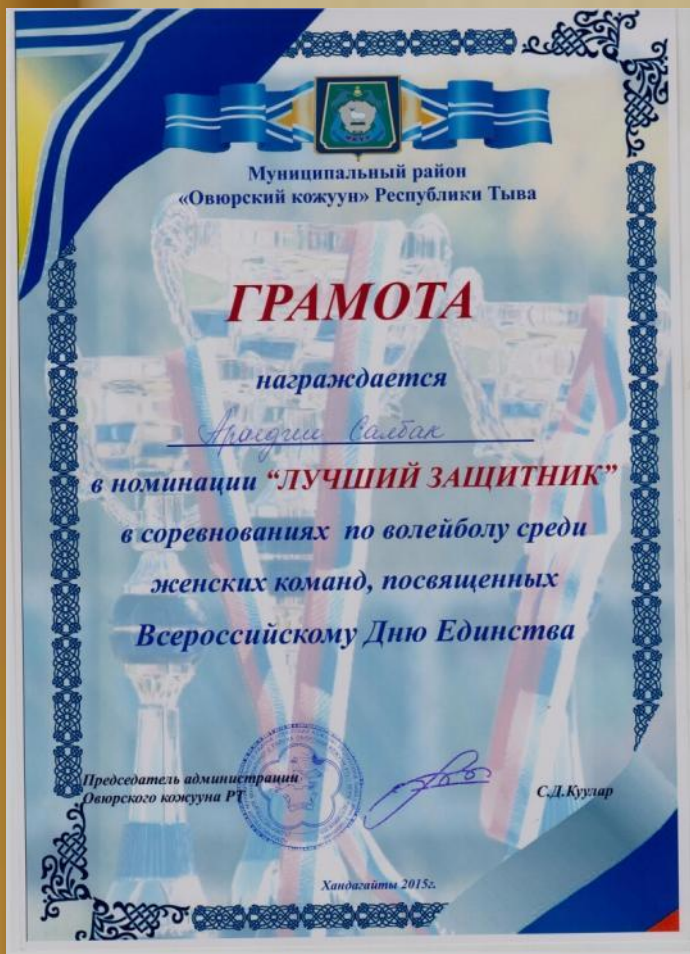 Муниципальный район
«Овюрский кожуун» Республики Тыва
ГРАМОТА
награждается
Салбак
в номинации “ЛУЧШИЙ ЗАЩИТНИК”
в соревнованиях по волейболу среди
женских команд, посвященных
Всероссийскому Дню Единства
Председатель администрации
Овюрского кожууна РТ
С.Д.Куулар
Хандагайты 2015г.